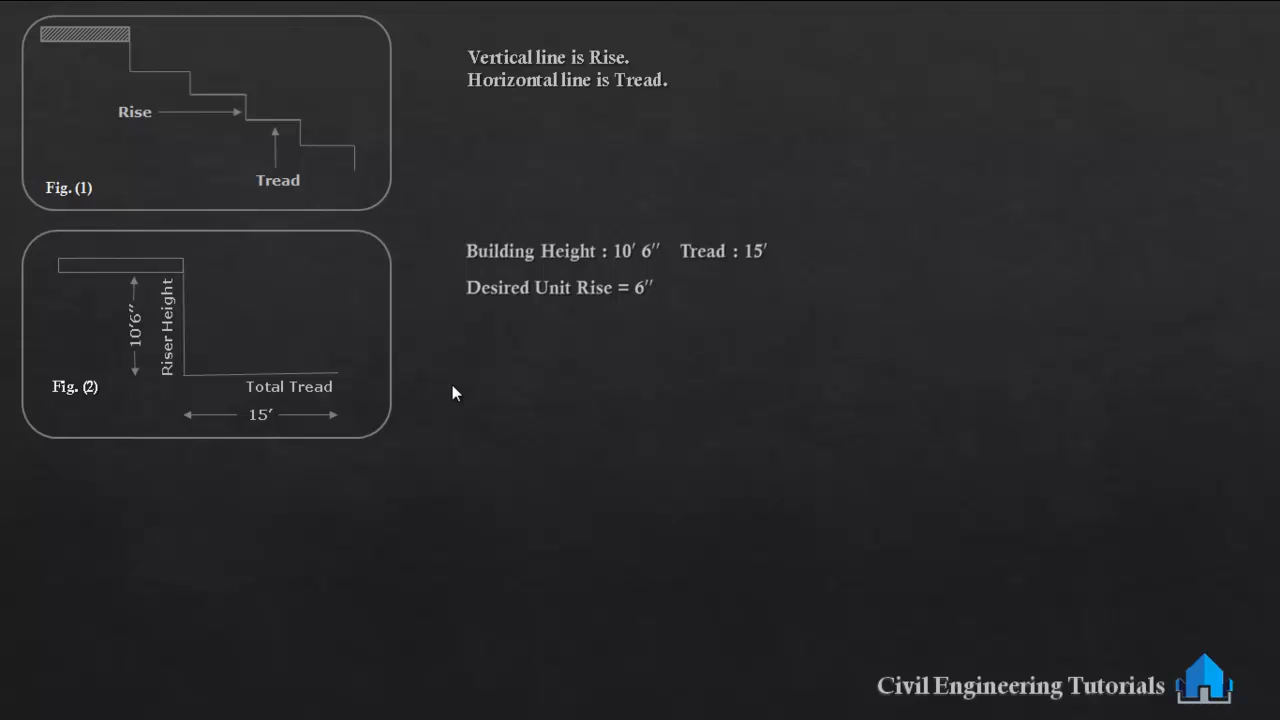 Vertical line is Rise.
Horizontal line is Tread.
Rise
Tread
Fig. (1)
Building Height : 10' 6'' Tread : 15'
Desired Unit Rise = 6''
10'6''
Riser Height
Total Tread
Fig. (2)
15'
Civil Engineering Tutorials